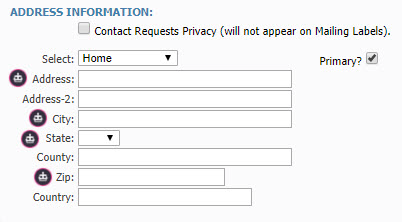 ADDRESS INFORMATION:
Contact Requests Privacy (will not appear on Mailing Labels).
Select: Home Primary?
Address:
Address-2:
City:
State:
County:
Zip:
Country: